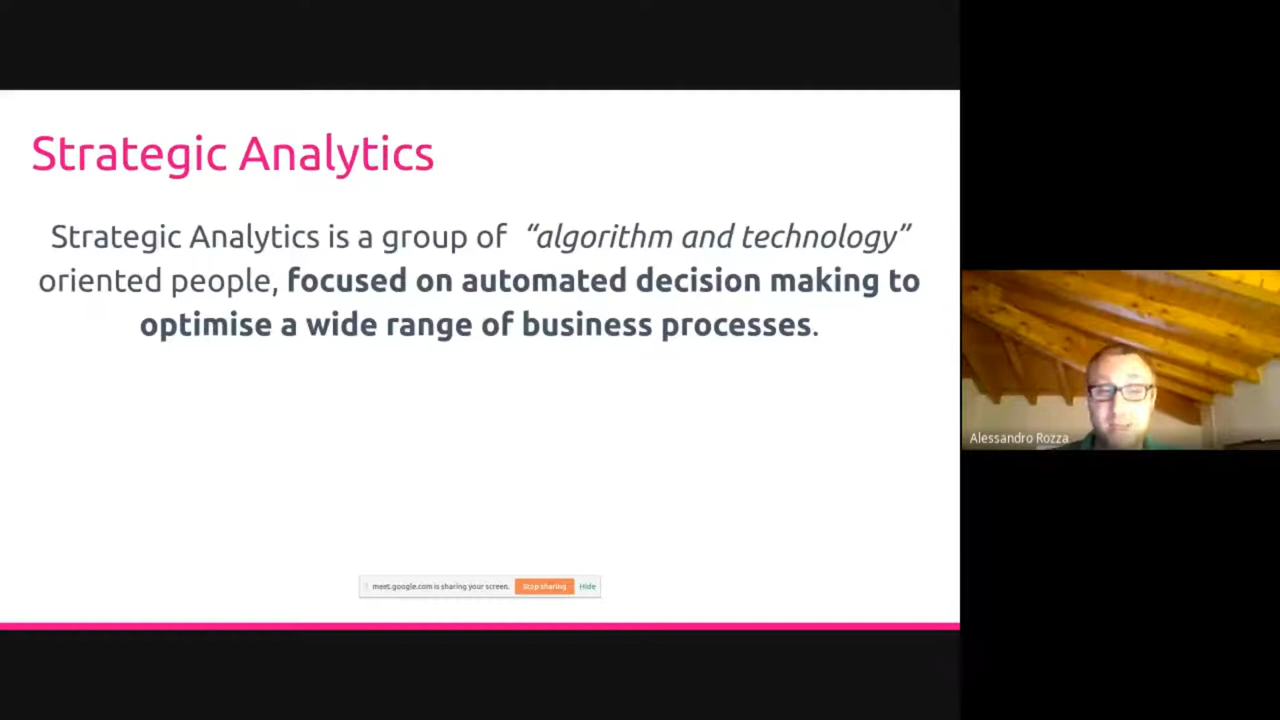 Strategic Analytics
Strategic Analytics is a group of “algorithm and technology”
oriented people, focused on automated decision making to
optimise a wide range of business processes.
Alessandro Rozza
meet.google.com is sharing your screen. Stop sharing Hide